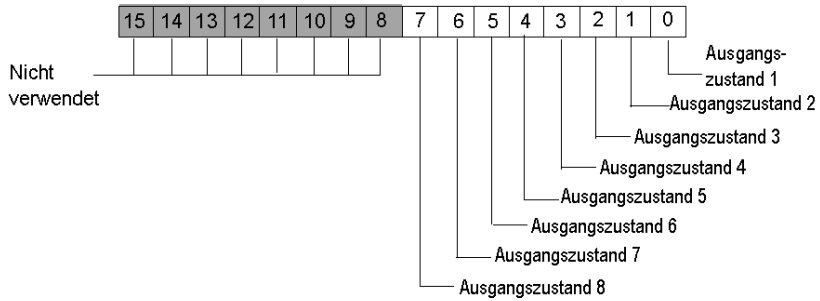 15 14 13 12 11 10 9 8 7 6 5 4 3 2 1 0
Nicht
verwendet
Ausgangs-
zustand 1
Ausgangszustand 2
Ausgangszustand 3
Ausgangszustand 4
Ausgangszustand 5
Ausgangszustand 6
Ausgangszustand 7
Ausgangszustand 8